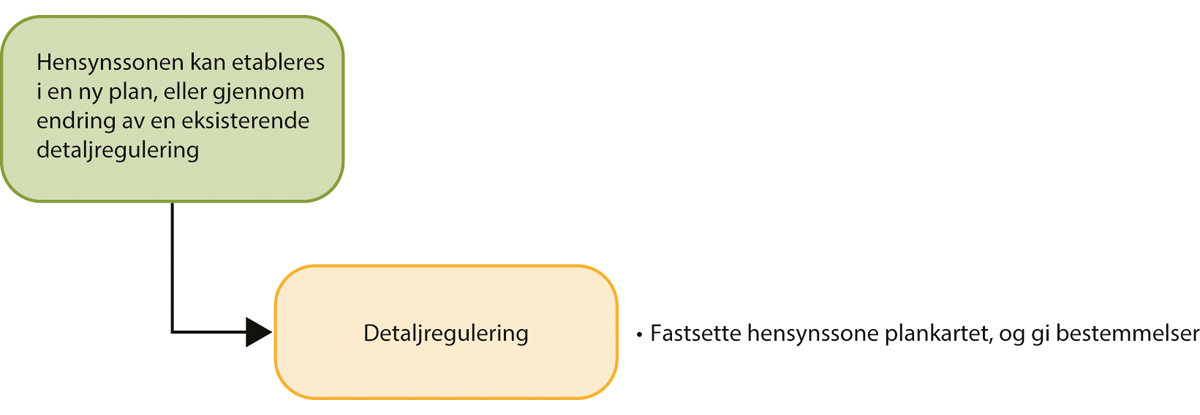 Hensynssonen kan etableres
i en ny plan, eller gjennom
endring av en eksisterende
detaljregulering
Detaljregulering
• Fastsette hensynssone plankartet, og gi bestemmelser